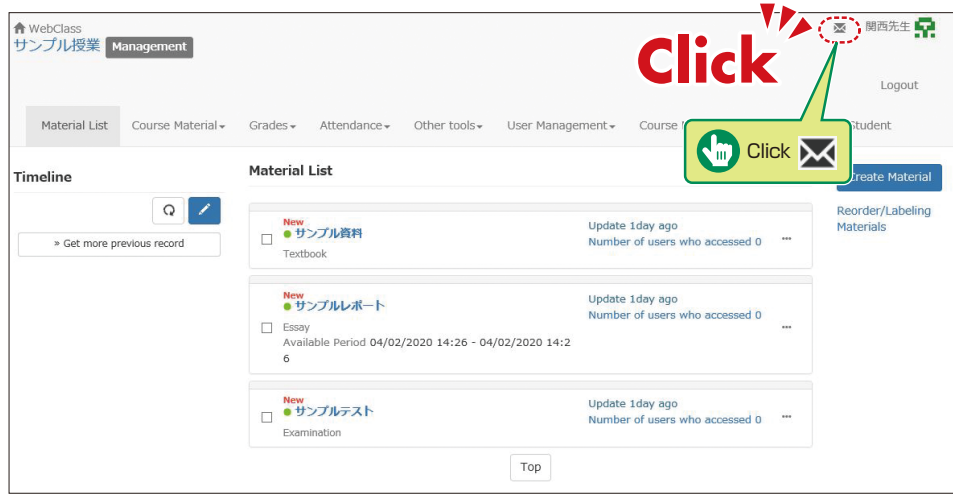 WebClass
関西先生
サンプル授業 Management
Click
Logout
Material List Course Material Grades Attendance Other tools User Management Course
Student
Click
Timeline
Material List
Create Material
Reorder/Labeling
Materials
» Get more previous record
New
サンプル資料
Textbook
Update 1day ago
Number of users who accessed 0
New
サンプルレポート
Essay
Available Period 04/02/2020 14:26 - 04/02/2020 14:2
6
Update 1day ago
Number of users who accessed 0
New
サンプルテスト
Examination
Update 1day ago
Number of users who accessed 0
Top